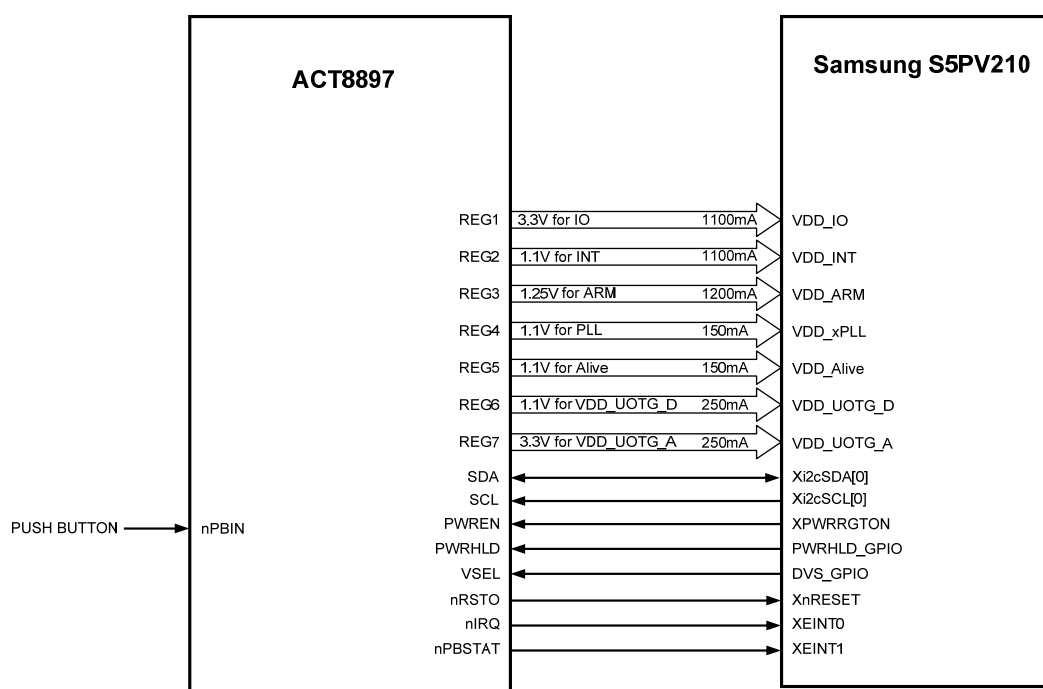 ACT8897
Samsung S5PV210
REG1 3.3V for IO 1100mA VDD_IO
REG2 1.1V for INT 1100mA VDD_INT
REG3 1.25V for ARM 1200mA VDD_ARM
REG4 1.1V for PLL 150mA VDD_xPLL
REG5 1.1V for Alive 150mA VDD_Alive
REG6 1.1V for VDD_UOTG_D 250mA VDD_UOTG_D
REG7 3.3V for VDD_UOTG_A 250mA VDD_UOTG_A
SDA Xi2cSDA[0]
SCL Xi2cSCL[0]
PUSH BUTTON nPBIN PWREN XPWRRGTON
PWRHLD PWRHLD_GPIO
VSEL DVS_GPIO
nRSTO XnRESET
nIRQ XEINT0
nPBSTAT XEINT1